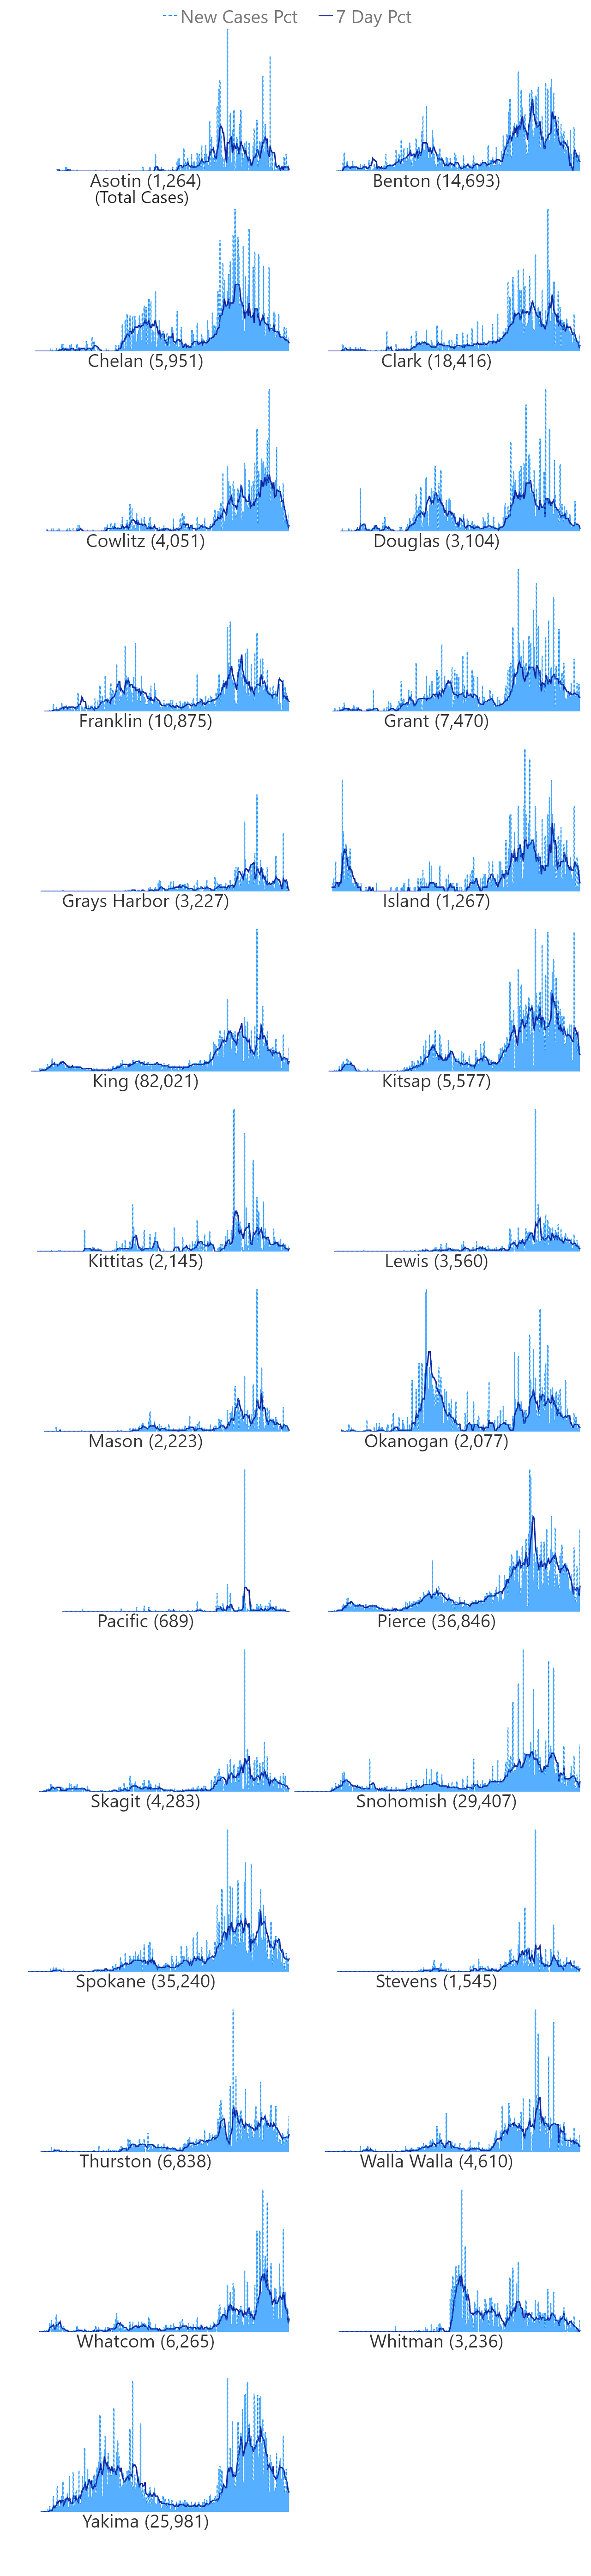 New Cases Pct 7 Day Pct
Asotin (1,264)
(Total Cases)
Benton (14,693)
Chelan (5,951)
Clark (18,416)
Cowlitz (4,051)
Douglas (3,104)
Franklin (10,875)
Grant (7,470)
Grays Harbor (3,227)
Island (1,267)
King (82,021)
Kitsap (5,577)
Kittitas (2,145)
Lewis (3,560)
Mason (2,223)
Okanogan (2,077)
Pacific (689)
Pierce (36,846)
Skagit (4,283)
Snohomish (29,407)
Spokane (35,240)
Stevens (1,545)
Thurston (6,838)
Walla Walla (4,610)
Whatcom (6,265)
Whitman (3,236)
Yakima (25,981)